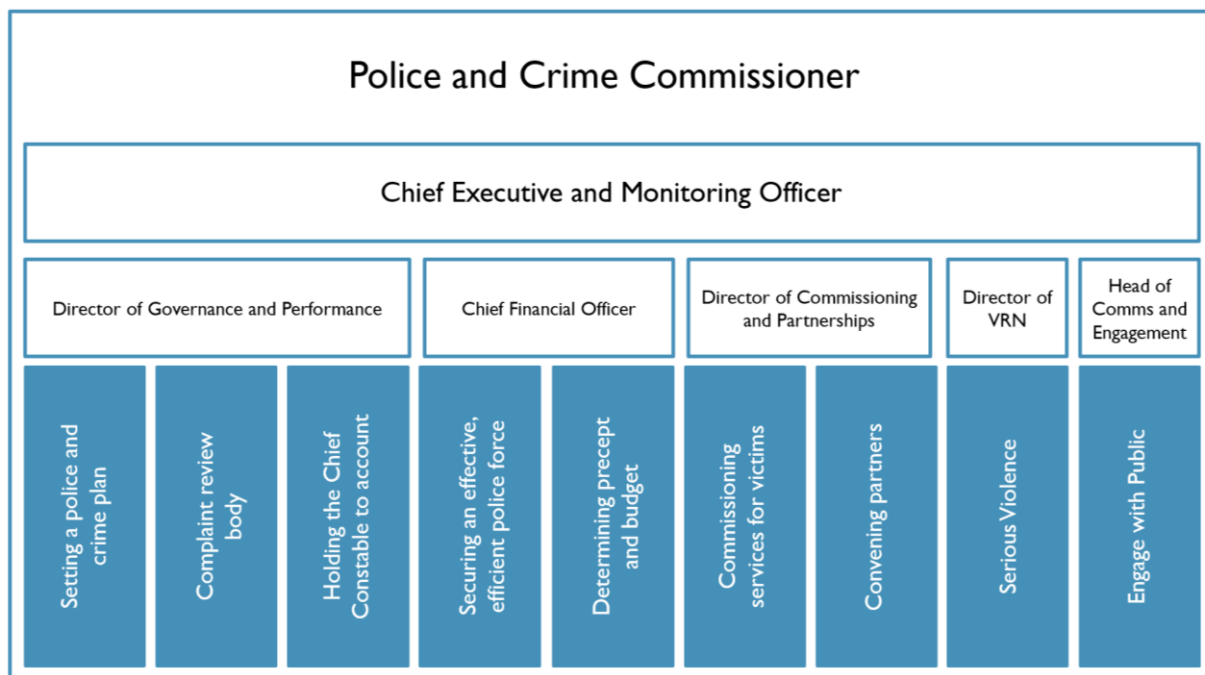 Police and Crime Commissioner
Chief Executive and Monitoring Officer
Director of Governance and Performance
Chief Financial Officer
Director of Commissioning
and Partnerships
Director of
VRN
Head of
Comms and
Engagement
Setting a police and
crime plan
Complaint review
body
Holding the Chief
Constable to account
Securing an effective,
efficient police force
Determining precept
and budget
Commissioning
services for victims
Convening partners
Serious Violence
Engage with Public